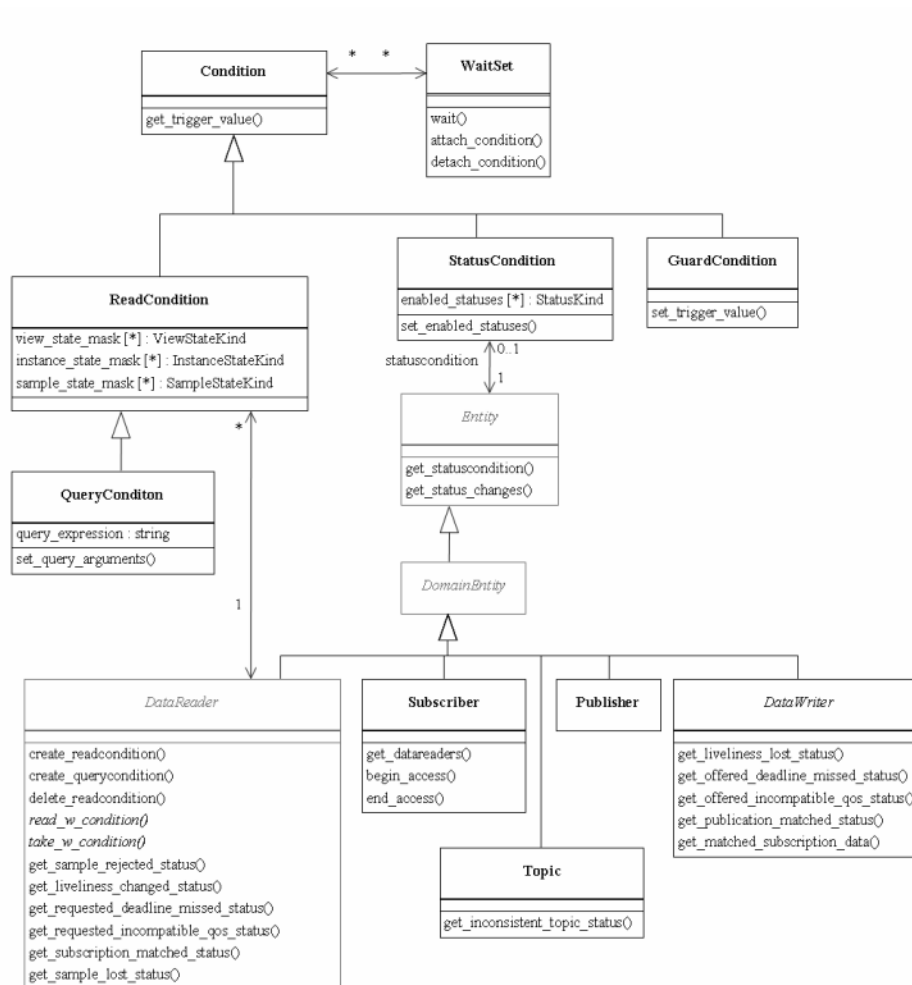 Condition
get_trigger_value()
* *
WaitSet
wait()
attach_condition()
detach_condition()
ReadCondition
view_state_mask [*] : ViewStateKind
instance_state_mask [*] : InstanceStateKind
sample_state_mask [*] : SampleStateKind
StatusCondition
enabled_statuses [*] : StatusKind
set_enabled_statuses()
GuardCondition
set_trigger_value()
statuscondition
0..1
1
*
Entity
get_statuscondition()
get_status_changes()
QueryConditon
query_expression : string
set_query_arguments()
DomainEntity
1
DataReader
create_readcondition()
create_querycondition()
delete_readcondition()
read_w_condition()
take_w_condition()
get_sample_rejected_status()
get_liveliness_changed_status()
get_requested_deadline_missed_status()
get_requested_incompatible_qos_status()
get_subscription_matched_status()
get_sample_lost_status()
Subscriber
get_datareaders()
begin_access()
end_access()
Publisher
DataWriter
get_liveliness_lost_status()
get_offered_deadline_missed_status()
get_offered_incompatible_qos_status()
get_publication_matched_status()
get_matched_subscription_data()
Topic
get_inconsistent_topic_status()